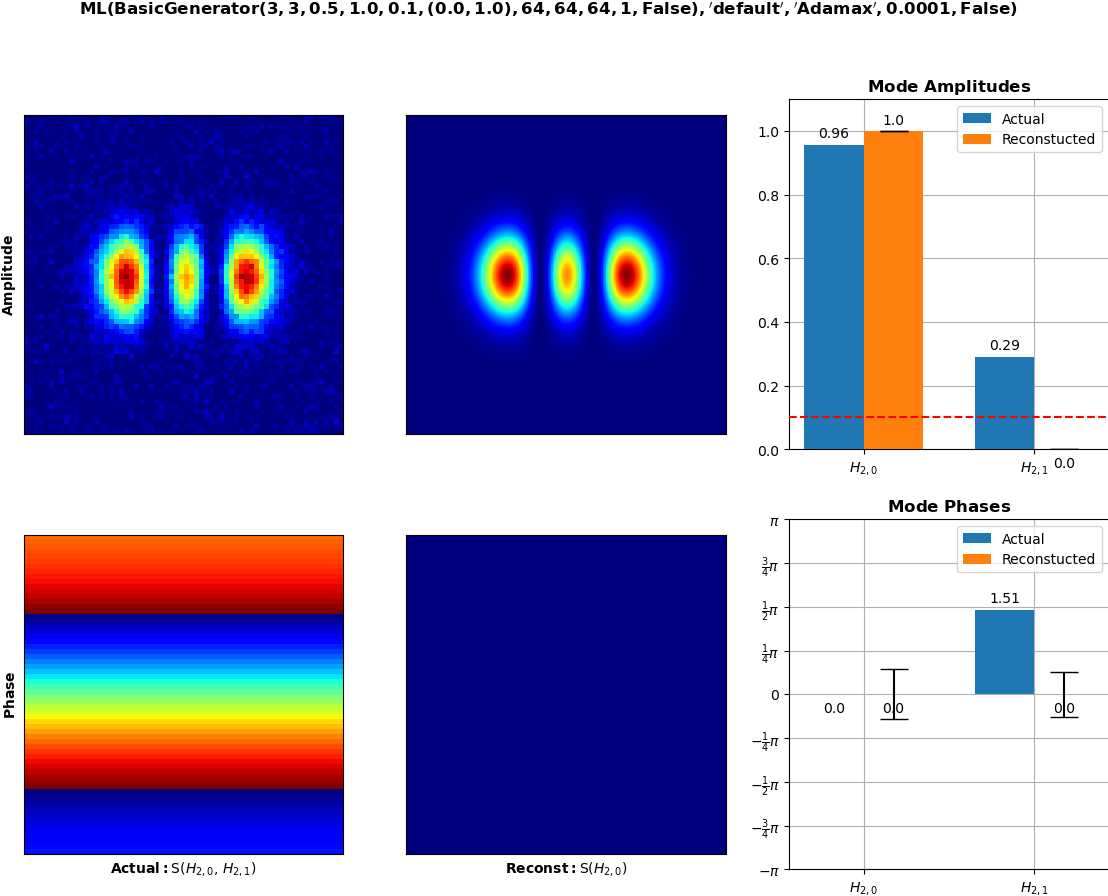 ML(BasicGenerator(3, 3, 0.5, 1.0, 0.1, (0.0, 1.0), 64, 64, 64, 1, False), ′default′, ′Adamax′, 0.0001, False)
Amplitude
Mode Amplitudes
Actual
Reconstucted
1.0
0.8
0.6
0.4
0.2
0.0
0.96
1.0
0.29
0.0
H2,0
H2,1
Phase
Actual: S(H2,0, H2,1)
Reconst: S(H2,0)
Mode Phases
Actual
Reconstucted
π
3/4π
1/2π
1/4π
0
−1/4π
−1/2π
−3/4π
−π
0.0
0.0
1.51
0.0
H2,0
H2,1